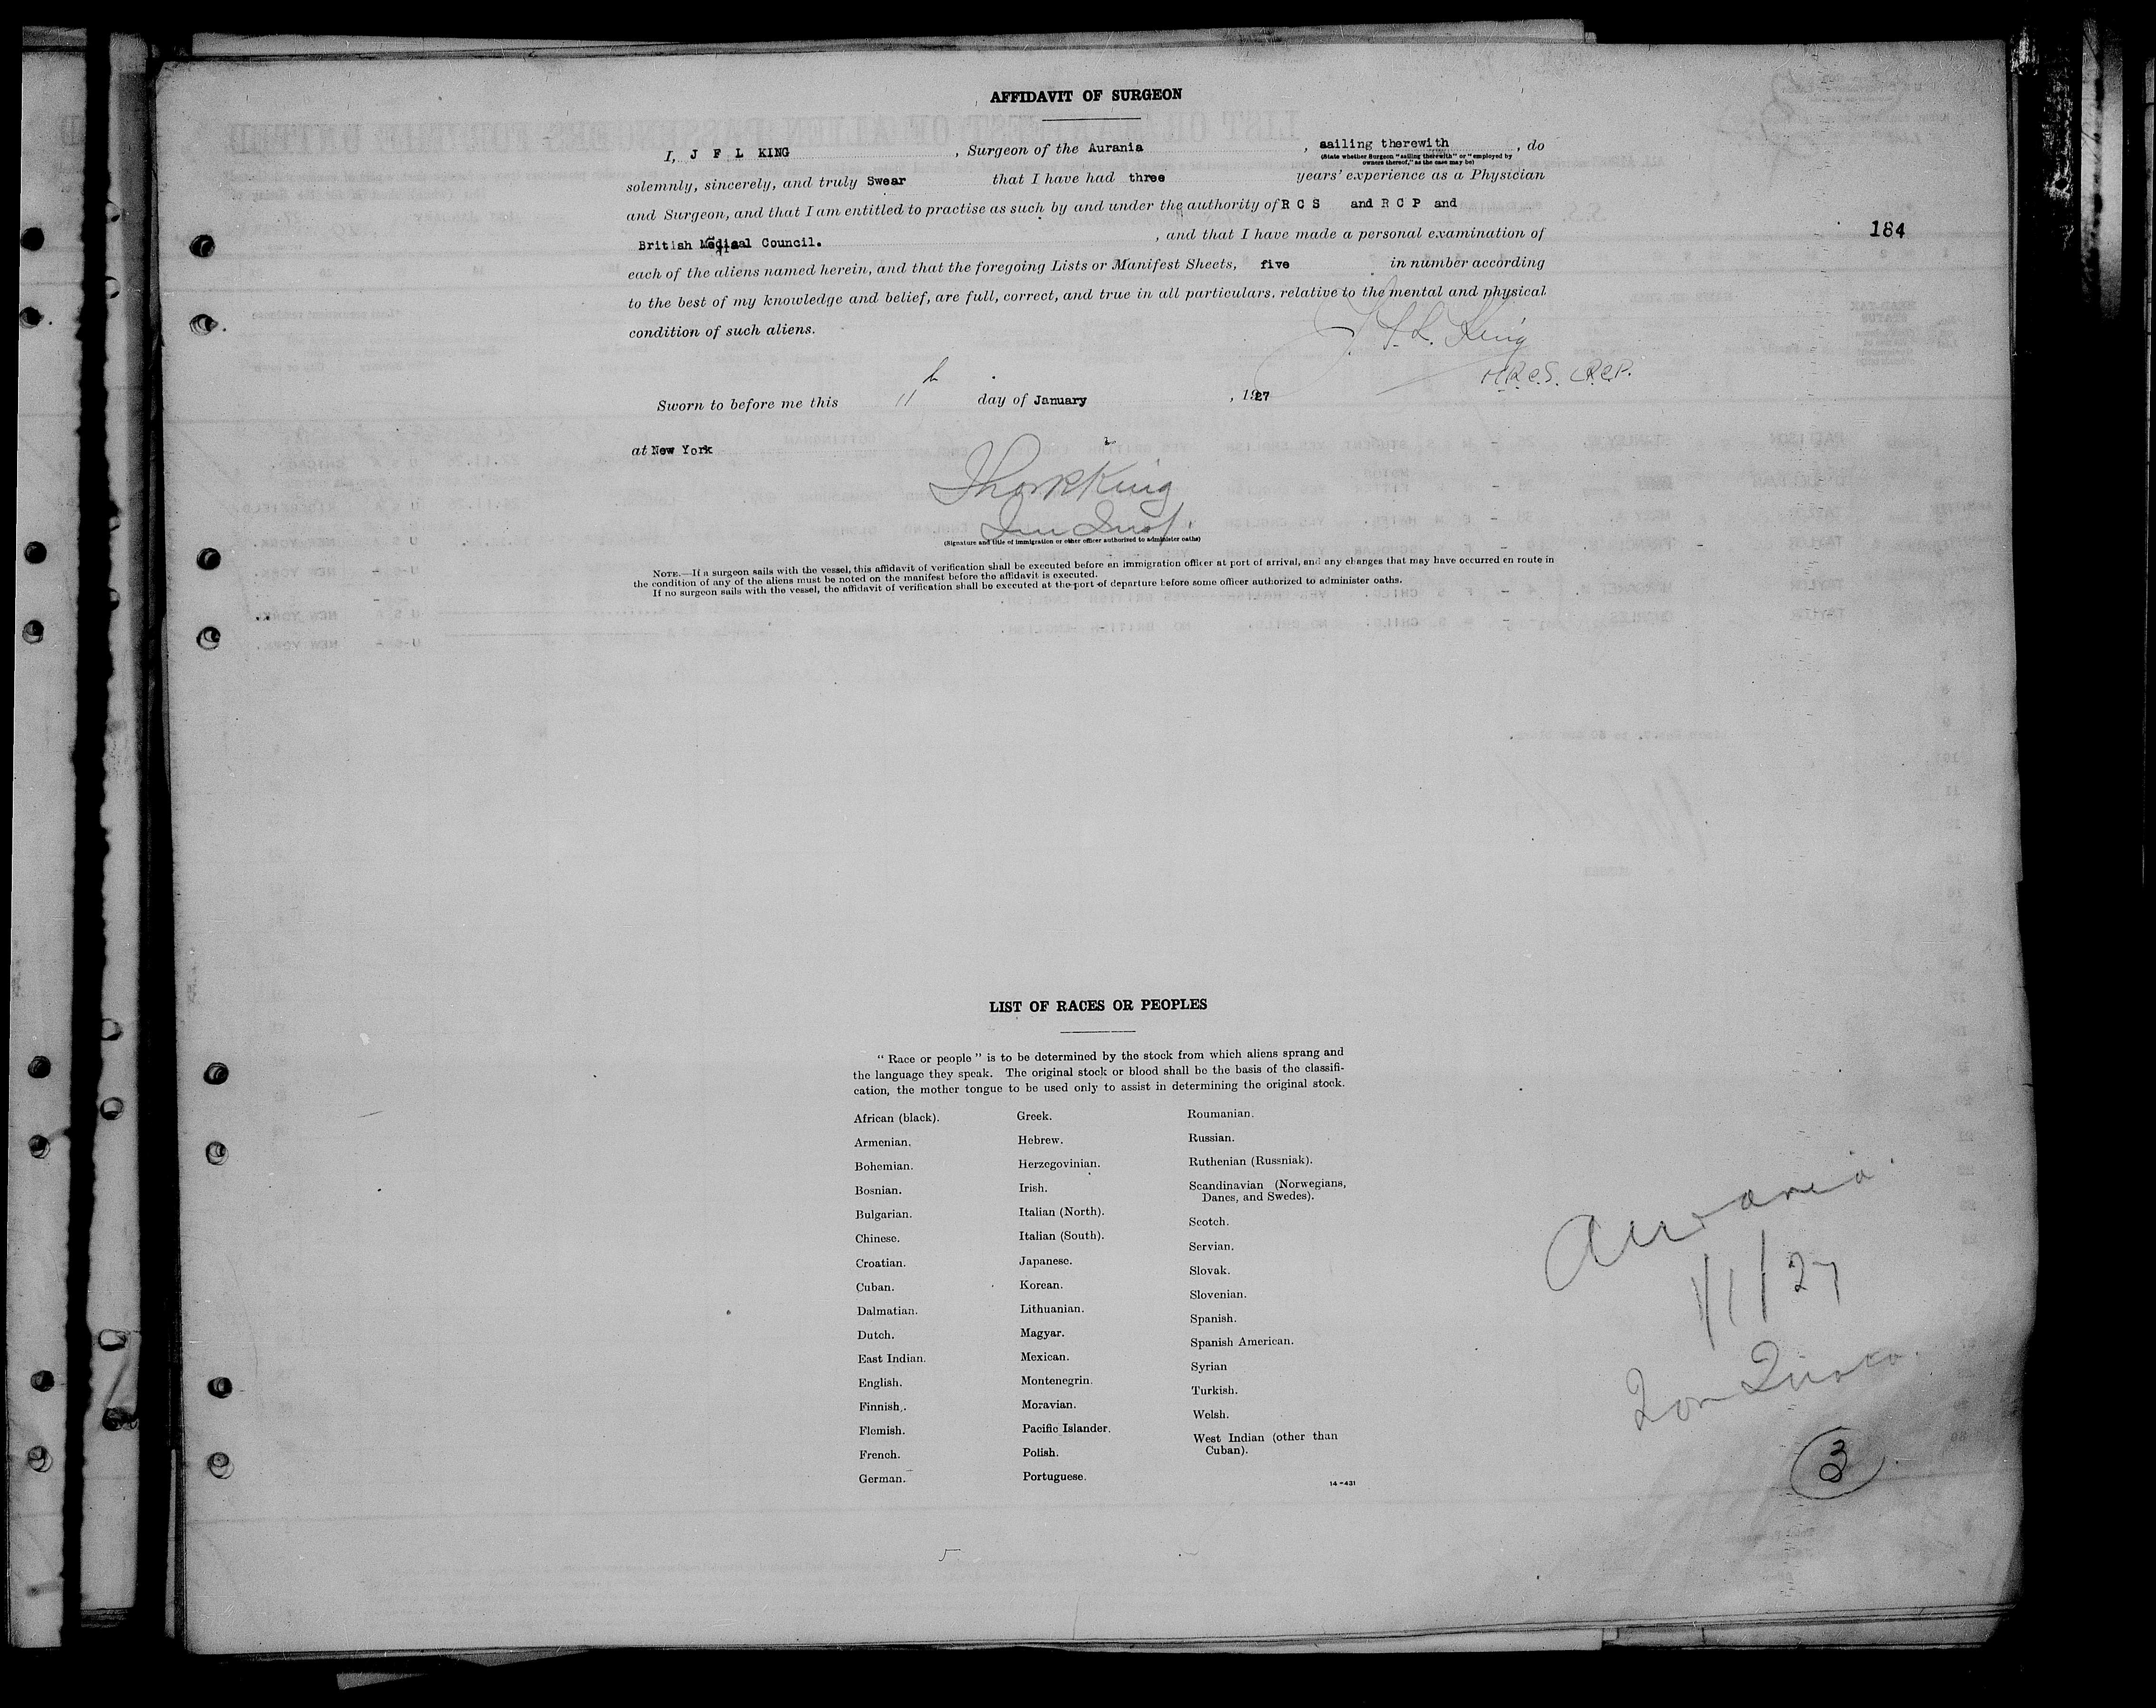 AFFIDAVIT OF SURGEON
I, J F L KING , Surgeon of the Aurania , sailing therewith , do
(State whether Surgeon "sailing therewith" or "employed by
owners thereof," as the case may be)
solemnly, sincerely, and truly Swear that I have had three years' experience as a Physician
and Surgeon, and that I am entitled to practise as such by and under the authority of R C S and R C P and
184
British Medical Council. , and that I have made a personal examination of
each of the aliens named herein, and that the foregoing Lists or Manifest Sheets, five in number according
to the best of my knowledge and belief, are full, correct, and true in all particulars. relative to the mental and physical
condition of such aliens.
J. F. L. King
M.R.C.S. L.R.C.P.
Sworn to before me this 11 day of January , 1927
at New York
King
(Signature and title of immigration or other officer authorized to administer oaths)
NOTE.—If a surgeon sails with the vessel, this affidavit of verification shall be executed before an immigration officer at port of arrival, and any changes that may have occurred en route in
the condition of any of the aliens must be noted on the manifest before the affidavit is executed.
If no surgeon sails with the vessel, the affidavit of verification shall be executed at the port of departure before some officer authorized to administer oaths.
LIST OF RACES OR PEOPLES
" Race or people " is to be determined by the stock from which aliens sprang and
the language they speak. The original stock or blood shall be the basis of the classifi-
cation, the mother tongue to be used only to assist in determining the original stock.
African (black).
Armenian.
Bohemian.
Bosnian.
Bulgarian.
Chinese.
Croatian.
Cuban.
Dalmatian.
Dutch.
East Indian.
English.
Finnish.
Flemish.
French.
German.
Greek.
Hebrew.
Herzegovinian.
Irish.
Italian (North).
Italian (South).
Japanese.
Korean.
Lithuanian.
Magyar.
Mexican.
Montenegrin.
Moravian.
Pacific Islander.
Polish.
Portuguese.
Roumanian.
Russian.
Ruthenian (Russniak).
Scandinavian (Norwegians,
Danes, and Swedes).
Scotch.
Servian.
Slovak.
Slovenian.
Spanish.
Spanish American.
Syrian
Turkish.
Welsh.
West Indian (other than
Cuban).
14-431
Aurania
1/11/27
3